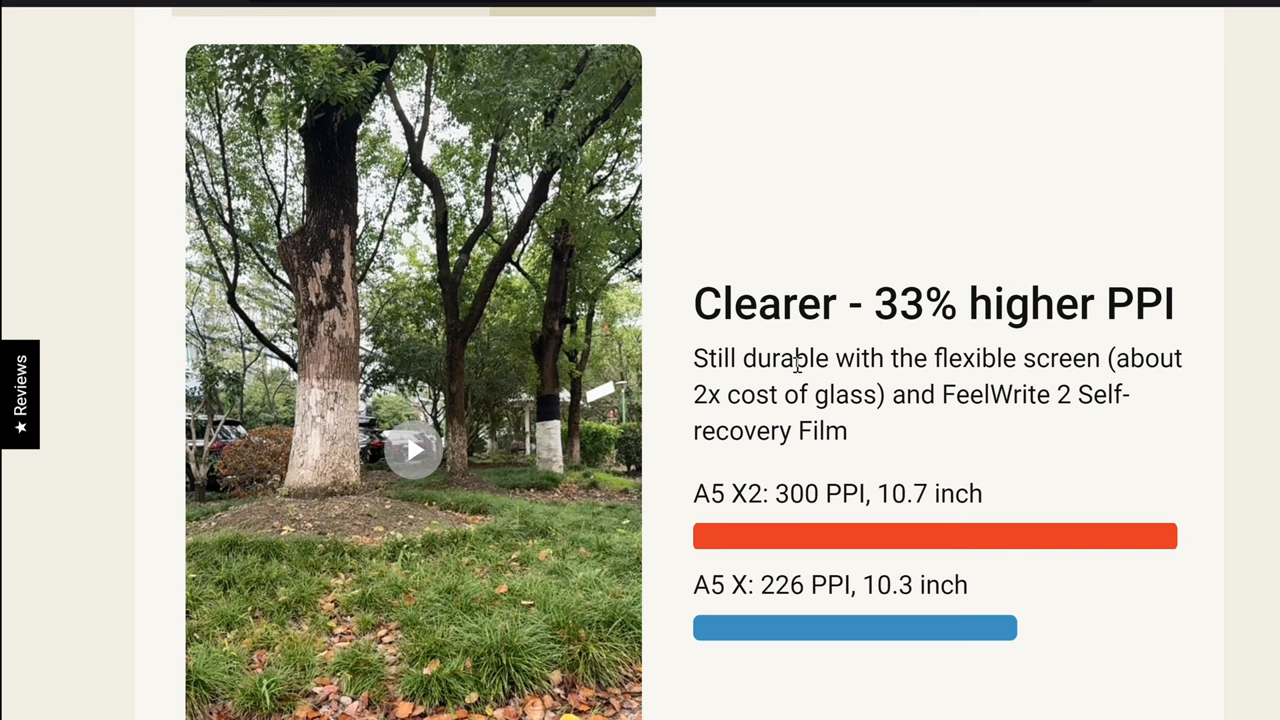 ★ Reviews
Clearer - 33% higher PPI
Still durable with the flexible screen (about
2x cost of glass) and FeelWrite 2 Self-
recovery Film
A5 X2: 300 PPI, 10.7 inch
A5 X: 226 PPI, 10.3 inch